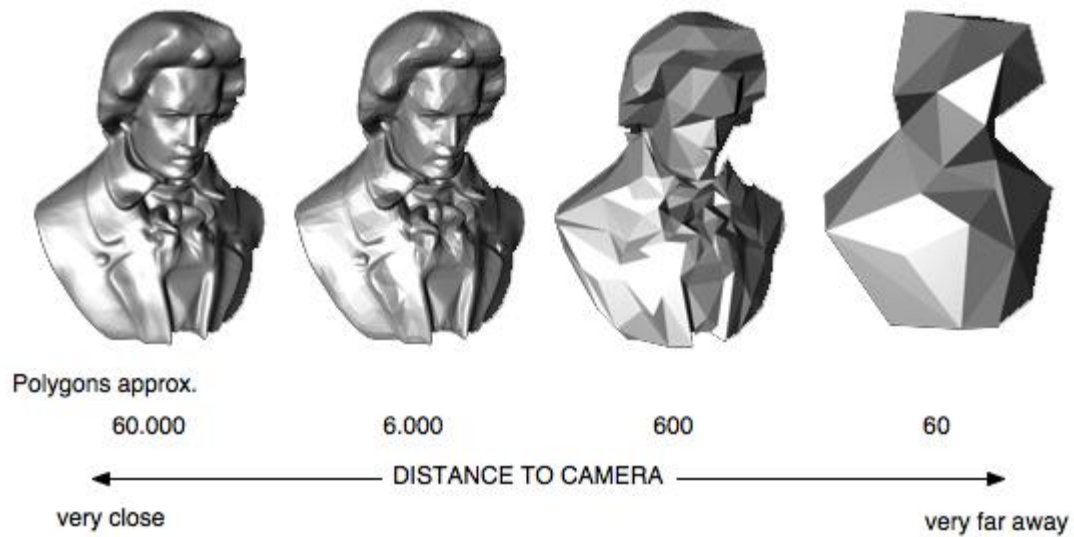 Polygons approx.
60.000 6.000 600 60
DISTANCE TO CAMERA
very close
very far away